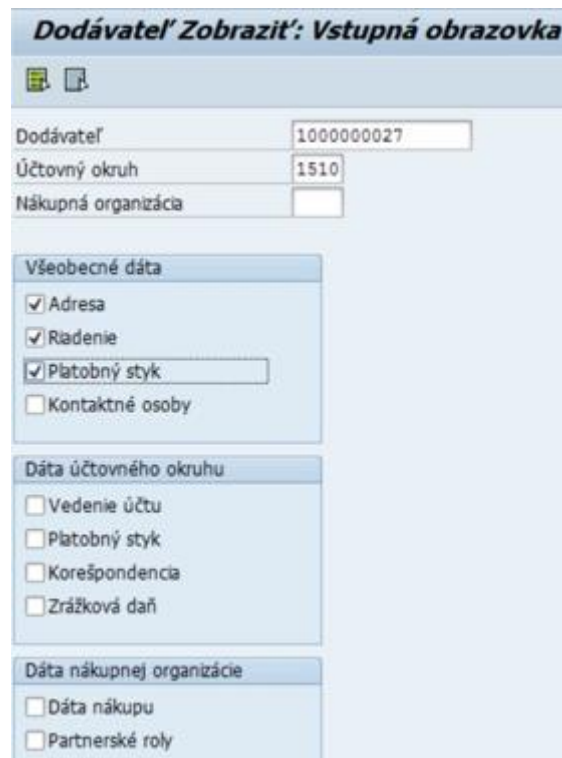 Dodávateľ Zobraziť: Vstupná obrazovka
Dodávateľ 1000000027
Účtovný okruh 1510
Nákupná organizácia
Všeobecné dáta
Adresa
Riadenie
Platobný styk
Kontaktné osoby
Dáta účtovného okruhu
Vedenie účtu
Platobný styk
Korešpondencia
Zrážková daň
Dáta nákupnej organizácie
Dáta nákupu
Partnerské roly